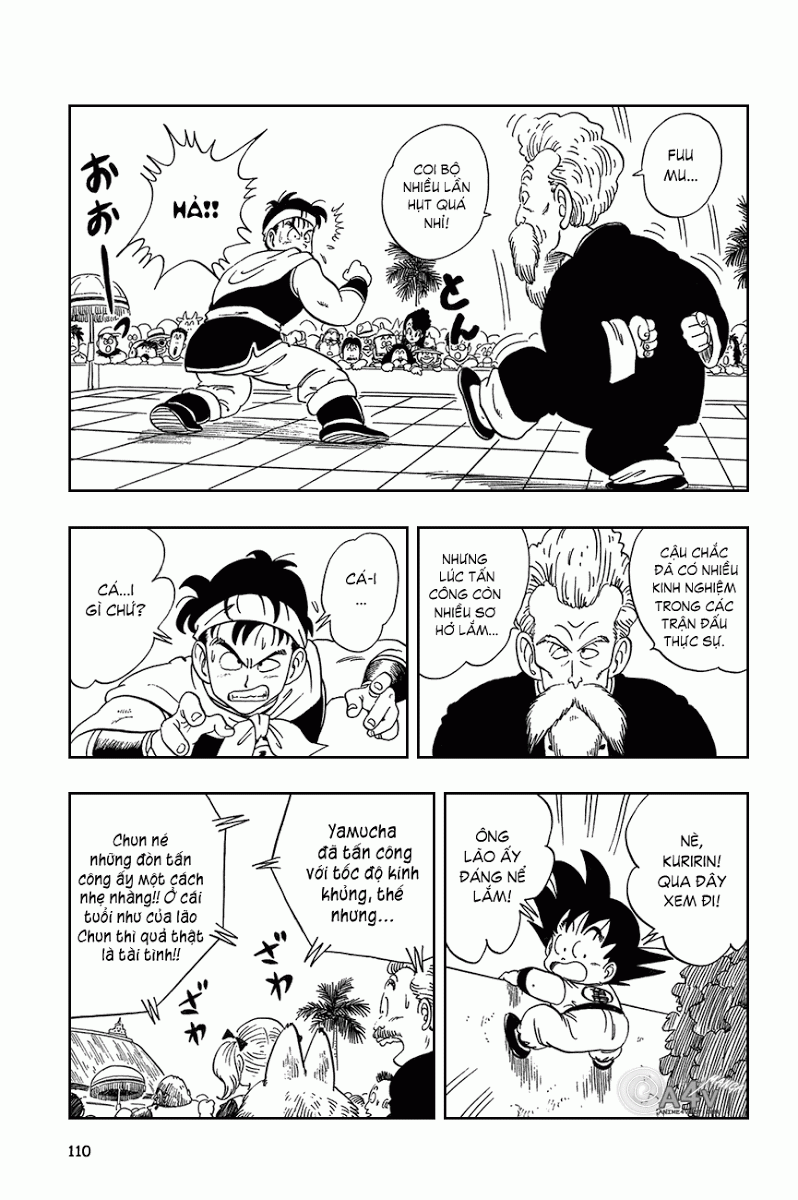 FUU
MU...
COI BỘ
NHIỀU LẦN
HỤT QUÁ
NHỈ!
HẢ!!
とん
おおーっ
CẬU CHẮC
ĐÃ CÓ NHIỀU
KINH NGHIỆM
TRONG CÁC
TRẬN ĐẤU
THỰC SỰ.
NHƯNG
LÚC TẤN
CÔNG CÒN
NHIỀU SƠ
HỞ LẮM...
CÁ-I
...
CÁ...I
GÌ CHỨ?
NÈ,
KURIRIN!
QUA ĐÂY
XEM ĐI!
ÔNG
LÃO ẤY
ĐÁNG NỂ
LẮM!
Yamucha
đã tấn công
với tốc độ kinh
khủng, thế
nhưng...
Chun né
những đòn tấn
công ấy một cách
nhẹ nhàng!! Ở cái
tuổi như của lão
Chun thì quả thật
là tài tình!!
ざわ
ざわ
A4V
110